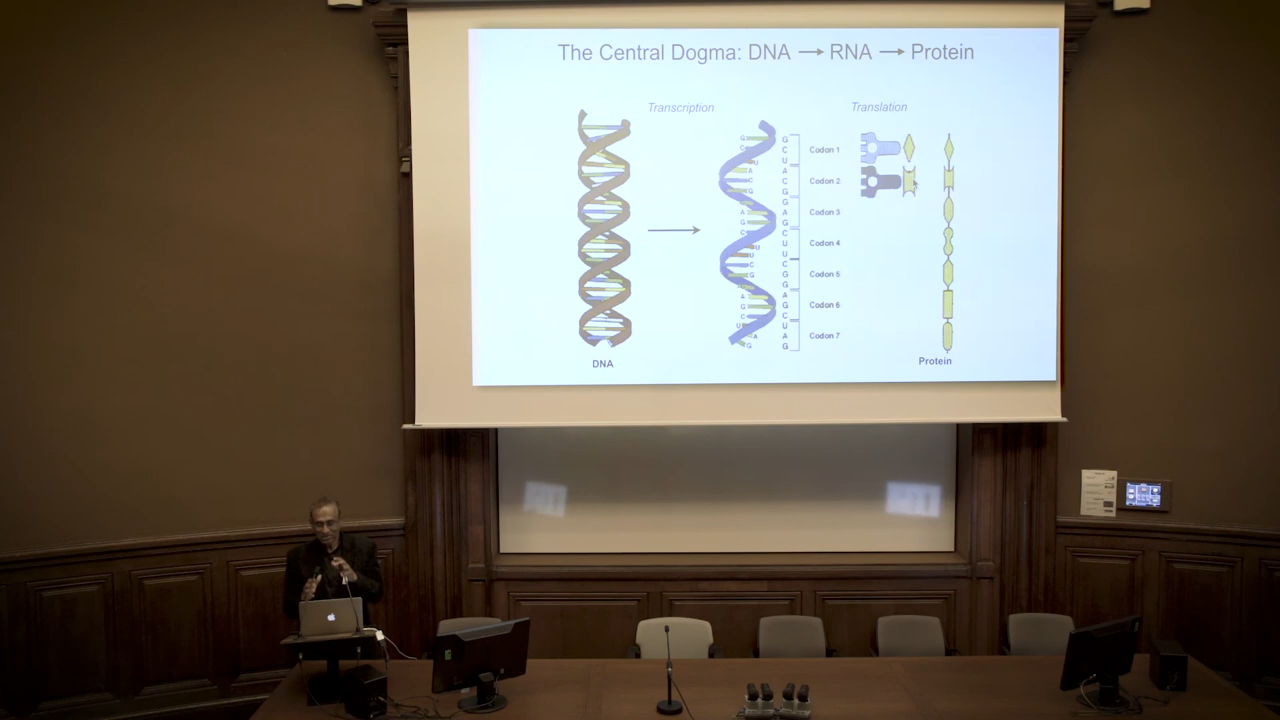 The Central Dogma: DNA → RNA → Protein
Transcription
Translation
G
C
U
A
C
G
G
A
G
C
U
U
C
G
G
A
G
C
U
A
G
Codon 1
Codon 2
Codon 3
Codon 4
Codon 5
Codon 6
Codon 7
DNA
Protein